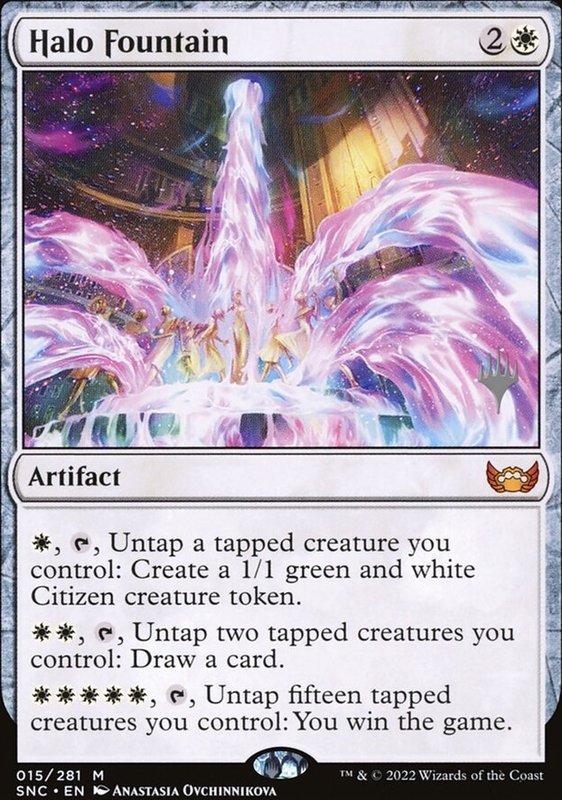 Halo Fountain 2
Artifact
, , Untap a tapped creature you
control: Create a 1/1 green and white
Citizen creature token.
, , Untap two tapped creatures you
control: Draw a card.
, , Untap fifteen tapped
creatures you control: You win the game.
015/281 M
SNC • EN Anastasia Ovchinnikova
™ & © 2022 Wizards of the Coast